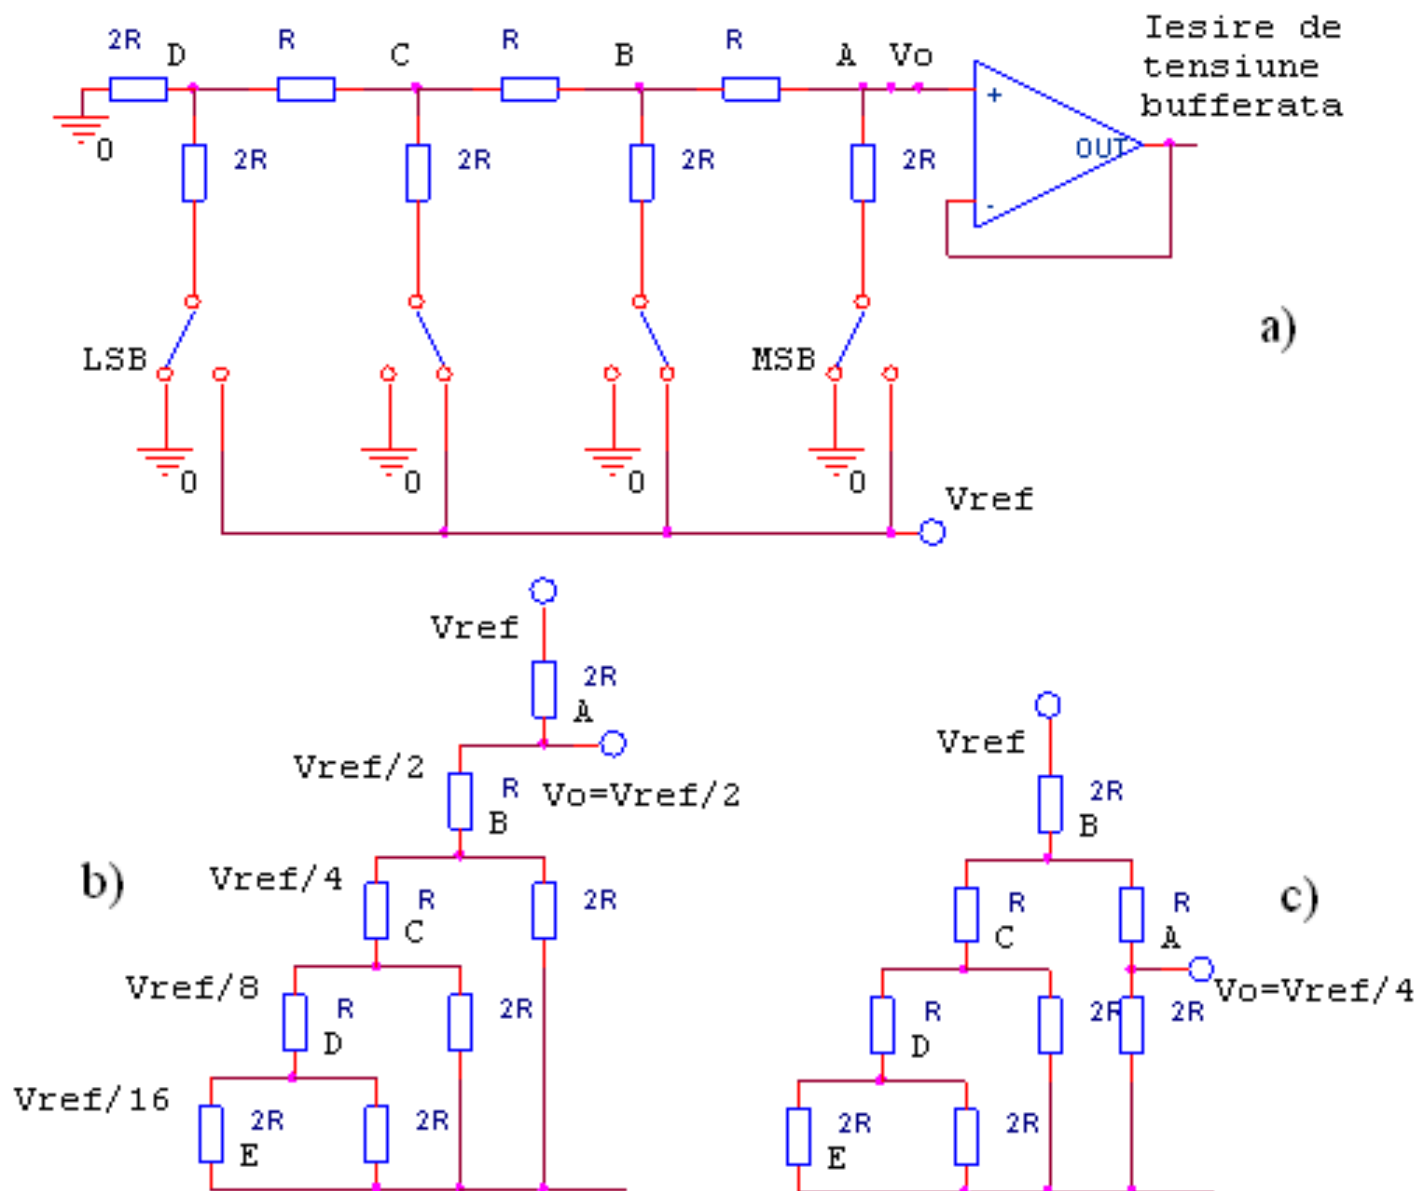 2R D R C R B R A Vo Iesire de
tensiune
bufferata
+
OUT
-
0 2R 2R 2R 2R
a)
LSB MSB
0 0 0 0
Vref
Vref
2R
A
Vref/2
R Vo=Vref/2
B
b)
Vref/4
R 2R
C
Vref/8
R 2R
D
Vref/16
2R 2R
E
Vref
2R
B
c)
R R
C A
Vo=Vref/4
R 2R 2R
D
2R 2R
E